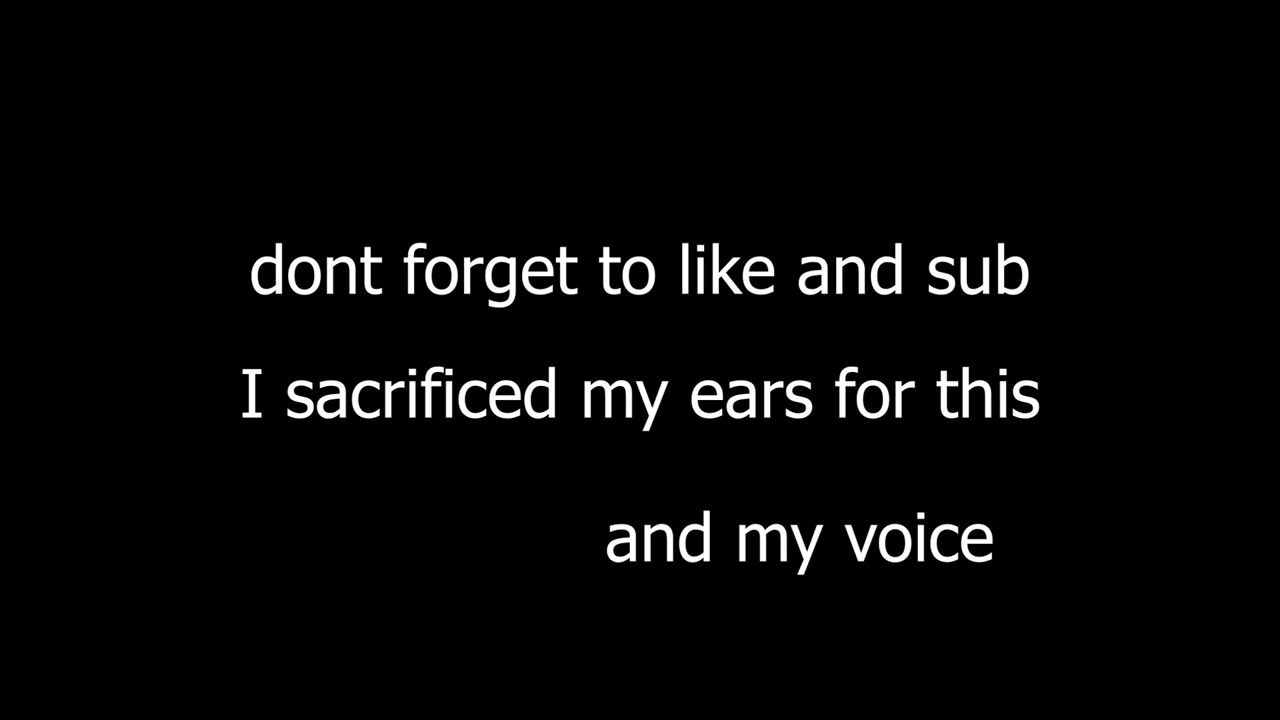 dont forget to like and sub
I sacrificed my ears for this
and my voice